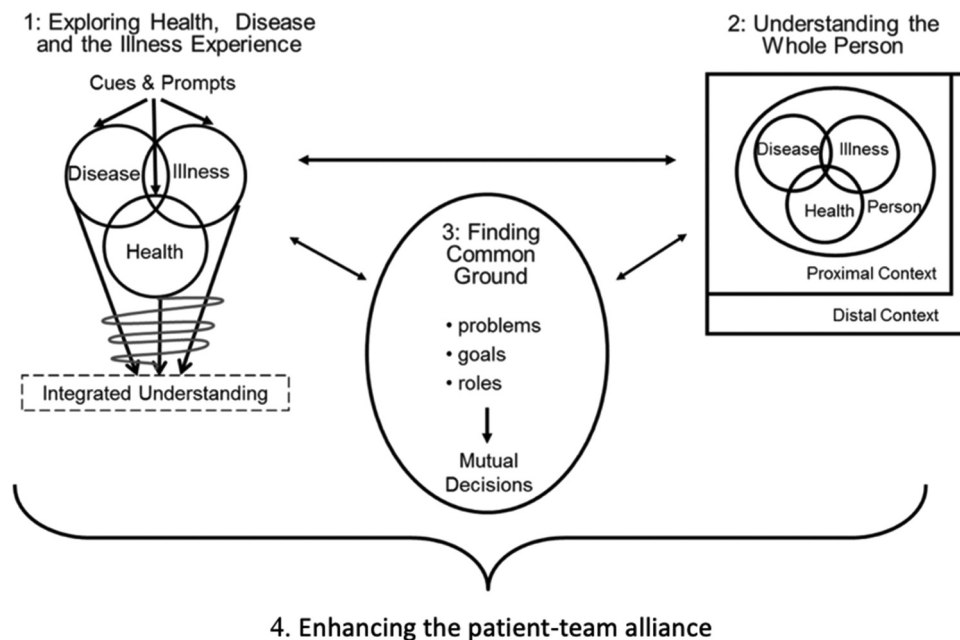 1: Exploring Health, Disease
and the Illness Experience
Cues & Prompts
Disease
Illness
Health
Integrated Understanding
2: Understanding the
Whole Person
Disease
Illness
Health
Person
Proximal Context
Distal Context
3: Finding
Common
Ground
• problems
• goals
• roles
Mutual
Decisions
4. Enhancing the patient-team alliance